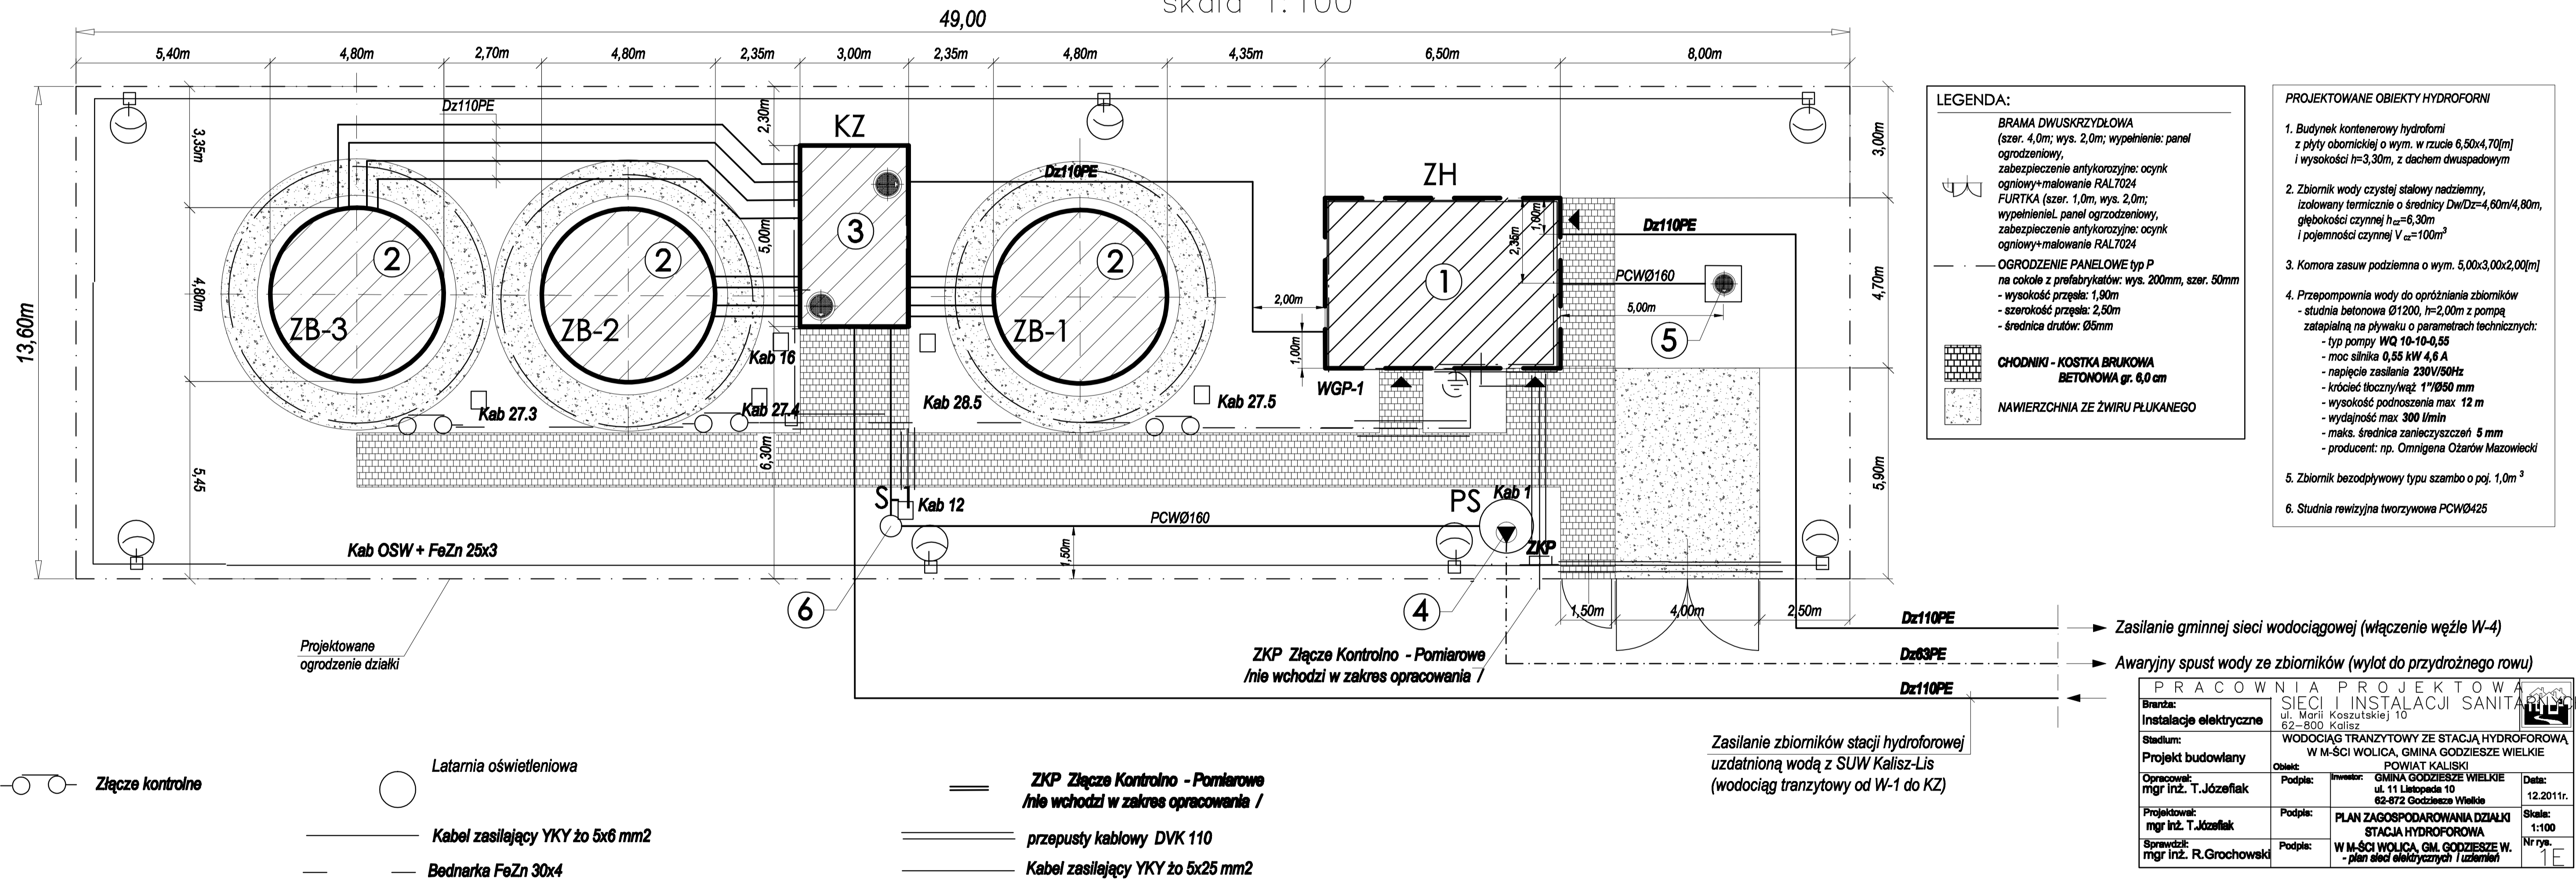 skala 1:100
49,00
5,40m
4,80m
2,70m
4,80m
2,35m
3,00m
2,35m
4,80m
4,35m
6,50m
8,00m
13,60m
3,35m
4,80m
5,45
Dz110PE
2,30m
5,00m
6,30m
KZ
3
Dz110PE
ZH
1
1,60m
2,35m
2,00m
1,00m
Dz110PE
PCWØ160
5,00m
5
3,00m
4,70m
5,90m
2
ZB-3
2
ZB-2
2
ZB-1
Kab 16
Kab 27.3
Kab 27.4
Kab 28.5
Kab 27.5
WGP-1
S-1
Kab 12
PCWØ160
PS
Kab 1
ZKP
1,50m
Kab OSW + FeZn 25x3
6
4
1,50m
4,00m
2,50m
Projektowane
ogrodzenie działki
ZKP Złącze Kontrolno - Pomiarowe
/nie wchodzi w zakres opracowania /
Dz110PE
Zasilanie gminnej sieci wodociągowej (włączenie węźle W-4)
Dz63PE
Awaryjny spust wody ze zbiorników (wylot do przydrożnego rowu)
Dz110PE
Zasilanie zbiorników stacji hydroforowej
uzdatnioną wodą z SUW Kalisz-Lis
(wodociąg tranzytowy od W-1 do KZ)
LEGENDA:
BRAMA DWUSKRZYDŁOWA
(szer. 4,0m; wys. 2,0m; wypełnienie: panel
ogrodzeniowy,
zabezpieczenie antykorozyjne: ocynk
ogniowy+malowanie RAL7024
FURTKA (szer. 1,0m, wys. 2,0m;
wypełnienieL panel ogrzodzeniowy,
zabezpieczenie antykorozyjne: ocynk
ogniowy+malowanie RAL7024
OGRODZENIE PANELOWE typ P
na cokole z prefabrykatów: wys. 200mm, szer. 50mm
- wysokość przęsła: 1,90m
- szerokość przęsła: 2,50m
- średnica drutów: Ø5mm
CHODNIKI - KOSTKA BRUKOWA
BETONOWA gr. 6,0 cm
NAWIERZCHNIA ZE ŻWIRU PŁUKANEGO
PROJEKTOWANE OBIEKTY HYDROFORNI
1. Budynek kontenerowy hydroforni
z płyty obornickiej o wym. w rzucie 6,50x4,70[m]
i wysokości h=3,30m, z dachem dwuspadowym
2. Zbiornik wody czystej stalowy nadziemny,
izolowany termicznie o średnicy Dw/Dz=4,60m/4,80m,
głębokości czynnej hcz=6,30m
i pojemności czynnej Vcz=100m³
3. Komora zasuw podziemna o wym. 5,00x3,00x2,00[m]
4. Przepompownia wody do opróżniania zbiorników
- studnia betonowa Ø1200, h=2,00m z pompą
zatapialną na pływaku o parametrach technicznych:
- typ pompy WQ 10-10-0,55
- moc silnika 0,55 kW 4,6 A
- napięcie zasilania 230V/50Hz
- króciec tłoczny/wąż 1"/Ø50 mm
- wysokość podnoszenia max 12 m
- wydajność max 300 l/min
- maks. średnica zanieczyszczeń 5 mm
- producent: np. Omnigena Ożarów Mazowiecki
5. Zbiornik bezodpływowy typu szambo o poj. 1,0m³
6. Studnia rewizyjna tworzywowa PCWØ425
Złącze kontrolne
Latarnia oświetleniowa
Kabel zasilający YKY żo 5x6 mm2
Bednarka FeZn 30x4
ZKP Złącze Kontrolno - Pomiarowe
/nie wchodzi w zakres opracowania /
przepusty kablowy DVK 110
Kabel zasilający YKY żo 5x25 mm2
PRACOWNIA PROJEKTOWA
SIECI I INSTALACJI SANITARNYC
ul. Marii Koszutskiej 10
62-800 Kalisz
Branża:
Instalacje elektryczne
Stadium:
Projekt budowlany
WODOCIĄG TRANZYTOWY ZE STACJĄ HYDROFOROWĄ
W M-ŚCI WOLICA, GMINA GODZIESZE WIELKIE
Obiekt: POWIAT KALISKI
Opracował:
mgr inż. T.Józefiak
Podpis:
Inwestor: GMINA GODZIESZE WIELKIE
ul. 11 Listopada 10
62-872 Godziesze Wielkie
Data:
12.2011r.
Projektował:
mgr inż. T.Józefiak
Podpis:
PLAN ZAGOSPODAROWANIA DZIAŁKI
STACJA HYDROFOROWA
W M-ŚCI WOLICA, GM. GODZIESZE W.
- plan sieci elektrycznych i uziemień
Skala:
1:100
Sprawdził:
mgr inż. R.Grochowski
Podpis:
Nr rys.
1E